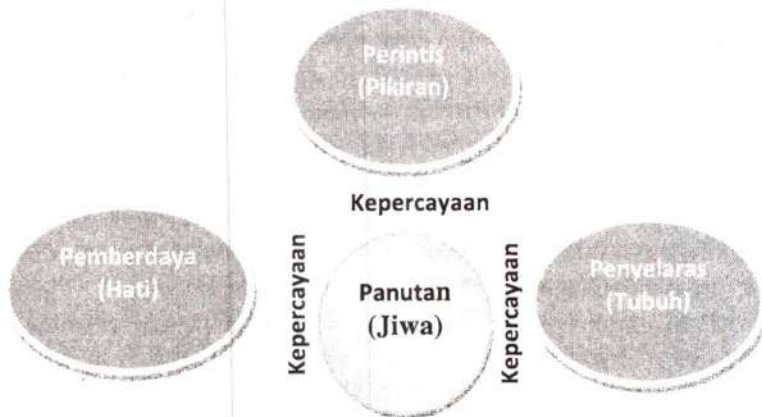 Perintis
(Pikiran)
Kepercayaan
Pemberdaya
(Hati)
Kepercayaan
Panutan
(Jiwa)
Kepercayaan
Penyelaras
(Tubuh)